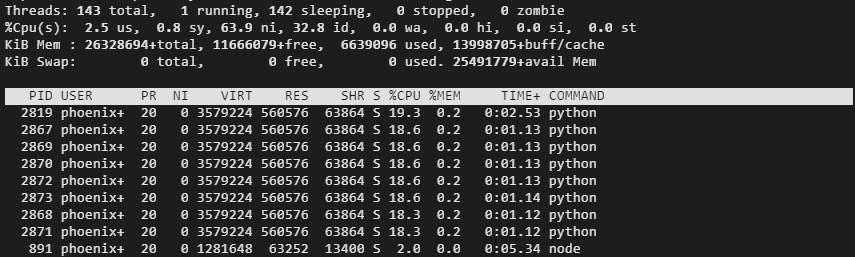 Threads: 143 total,   1 running, 142 sleeping,   0 stopped,   0 zombie
%Cpu(s):  2.5 us,  0.8 sy, 63.9 ni, 32.8 id,  0.0 wa,  0.0 hi,  0.0 si,  0.0 st
KiB Mem : 26328694+total, 11666079+free,  6639096 used, 13998705+buff/cache
KiB Swap:        0 total,        0 free,        0 used. 25491779+avail Mem
  PID USER      PR  NI    VIRT    RES    SHR S %CPU %MEM     TIME+ COMMAND
 2819 phoenix+  20   0 3579224 560576  63864 S 19.3  0.2   0:02.53 python
 2867 phoenix+  20   0 3579224 560576  63864 S 18.6  0.2   0:01.13 python
 2869 phoenix+  20   0 3579224 560576  63864 S 18.6  0.2   0:01.13 python
 2870 phoenix+  20   0 3579224 560576  63864 S 18.6  0.2   0:01.13 python
 2872 phoenix+  20   0 3579224 560576  63864 S 18.6  0.2   0:01.13 python
 2873 phoenix+  20   0 3579224 560576  63864 S 18.6  0.2   0:01.14 python
 2868 phoenix+  20   0 3579224 560576  63864 S 18.3  0.2   0:01.12 python
 2871 phoenix+  20   0 3579224 560576  63864 S 18.3  0.2   0:01.12 python
  891 phoenix+  20   0 1281648  63252  13400 S  2.0  0.0   0:05.34 node